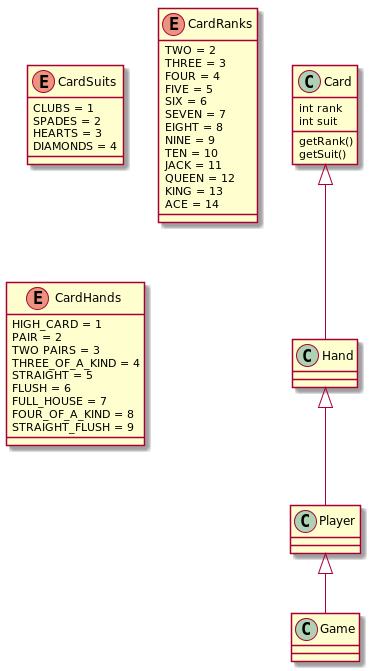 E CardSuits
CLUBS = 1
SPADES = 2
HEARTS = 3
DIAMONDS = 4
E CardRanks
TWO = 2
THREE = 3
FOUR = 4
FIVE = 5
SIX = 6
SEVEN = 7
EIGHT = 8
NINE = 9
TEN = 10
JACK = 11
QUEEN = 12
KING = 13
ACE = 14
C Card
int rank
int suit
getRank()
getSuit()
E CardHands
HIGH_CARD = 1
PAIR = 2
TWO PAIRS = 3
THREE_OF_A_KIND = 4
STRAIGHT = 5
FLUSH = 6
FULL_HOUSE = 7
FOUR_OF_A_KIND = 8
STRAIGHT_FLUSH = 9
C Hand
C Player
C Game